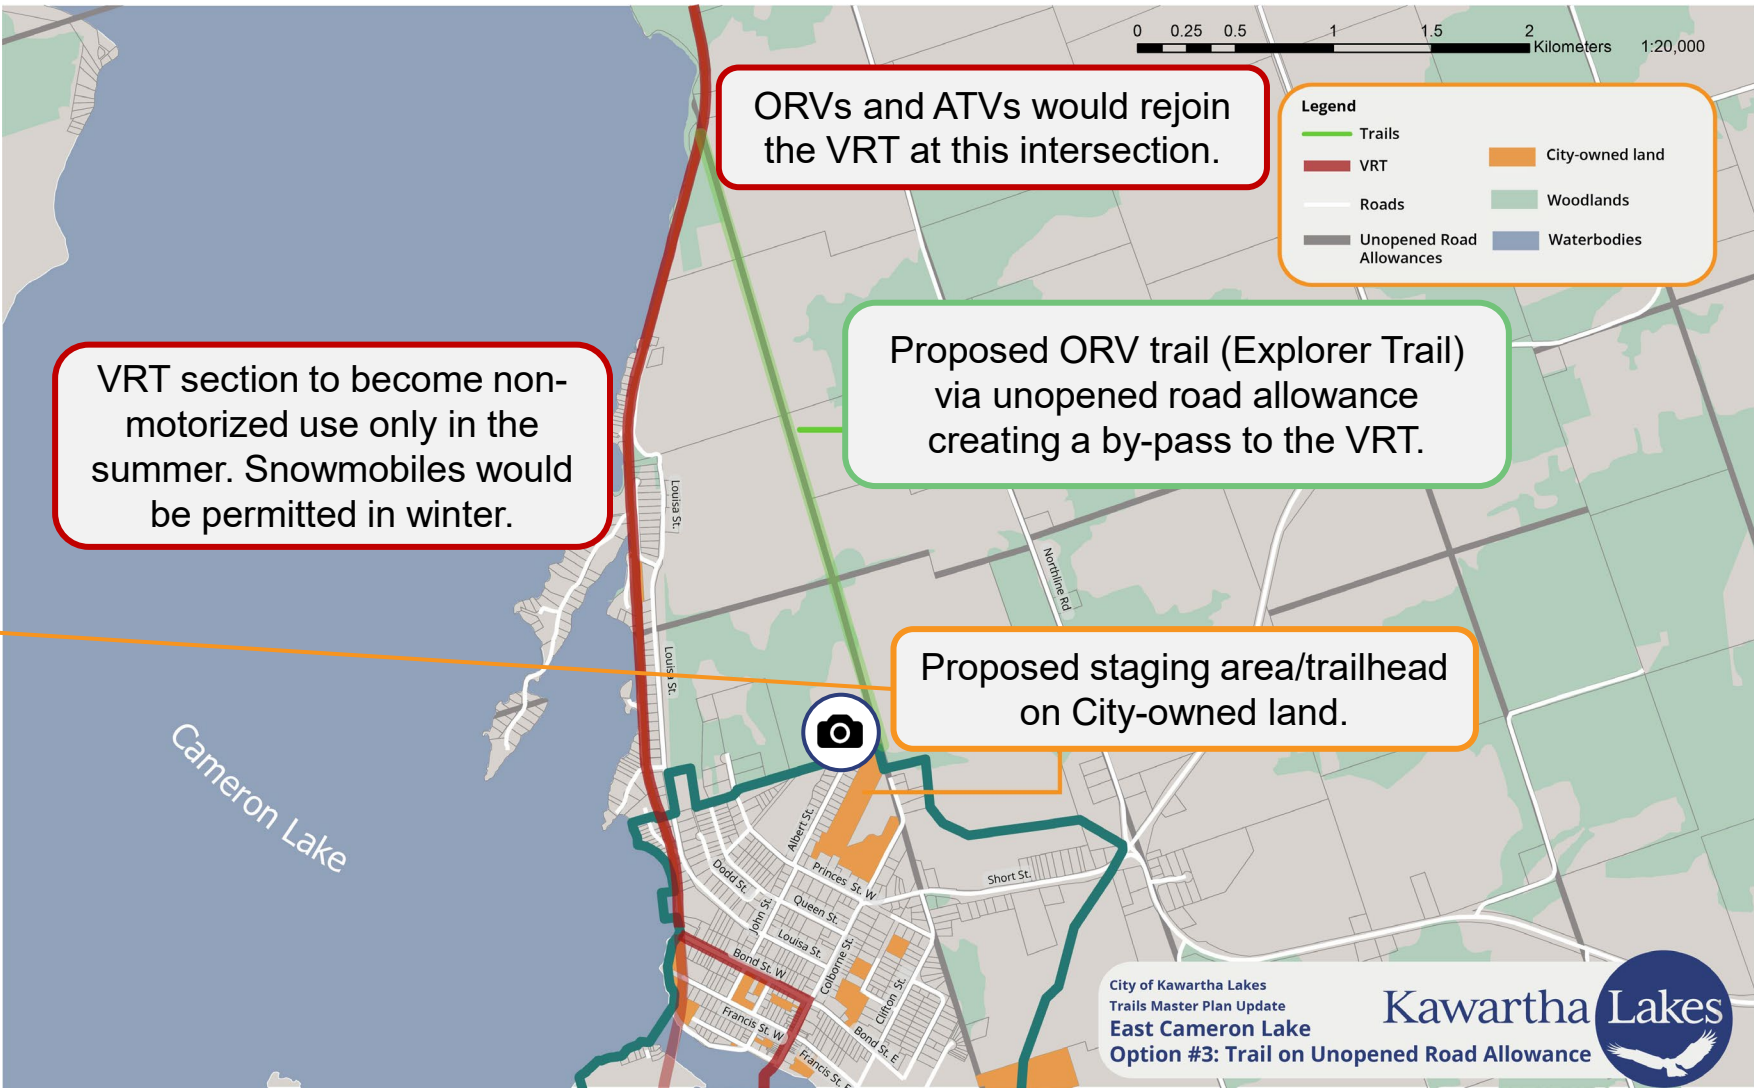 0 0.25 0.5 1 1.5 2
Kilometers 1:20,000
ORVs and ATVs would rejoin
the VRT at this intersection.
Legend
Trails
VRT
Roads
Unopened Road
Allowances
City-owned land
Woodlands
Waterbodies
VRT section to become non-
motorized use only in the
summer. Snowmobiles would
be permitted in winter.
Proposed ORV trail (Explorer Trail)
via unopened road allowance
creating a by-pass to the VRT.
Louisa St.
Northline Rd
Louisa St.
Proposed staging area/trailhead
on City-owned land.
Cameron Lake
Albert St.
Princes St. W
Dodd St.
Short St.
John St.
Queen St.
Louisa St.
Colborne St.
Bond St. W
Clifton St.
Francis St. W
Bond St. E
Francis St. E
City of Kawartha Lakes
Trails Master Plan Update
East Cameron Lake
Option #3: Trail on Unopened Road Allowance
Kawartha Lakes